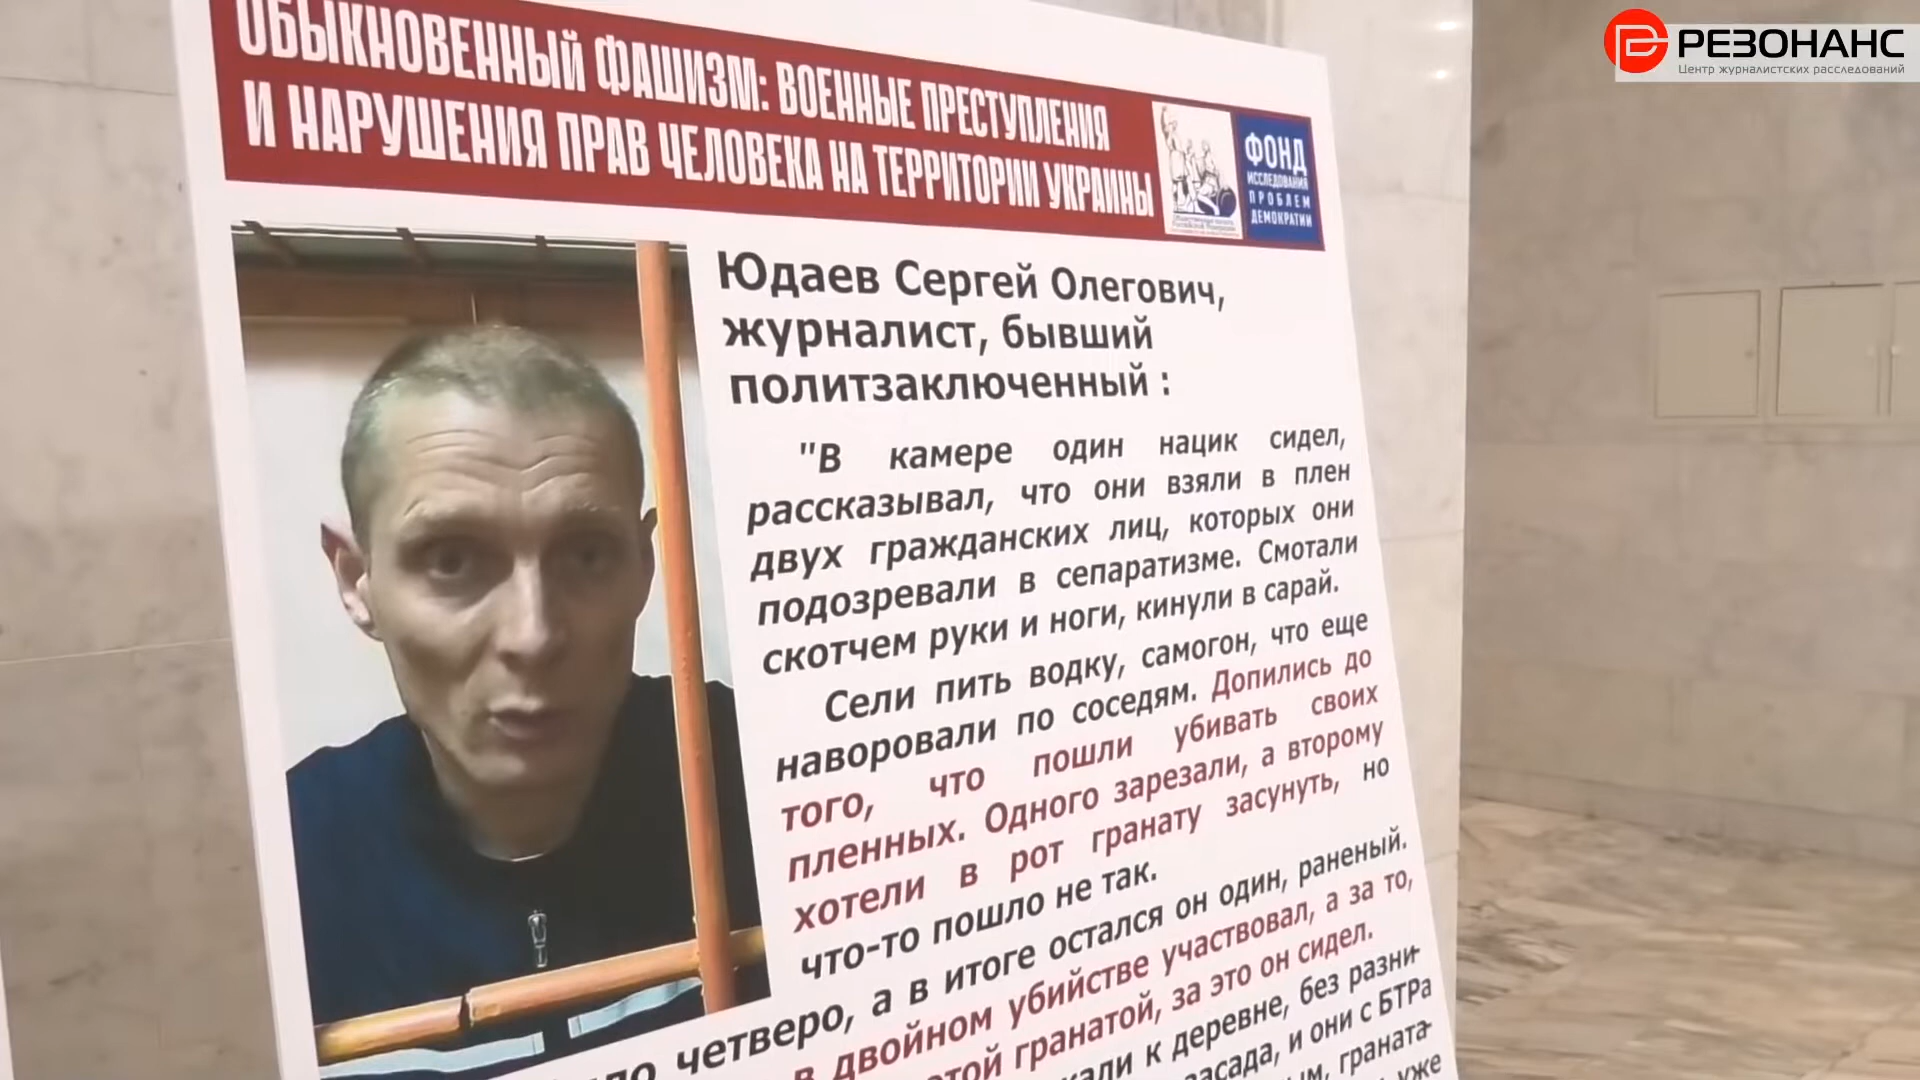 РЕЗОНАНС
Центр журналистских расследований
ОБЫКНОВЕННЫЙ ФАШИЗМ: ВОЕННЫЕ ПРЕСТУПЛЕНИЯ
И НАРУШЕНИЯ ПРАВ ЧЕЛОВЕКА НА ТЕРРИТОРИИ УКРАИНЫ
ФОНД
ИССЛЕДОВАНИЯ
ПРОБЛЕМ
ДЕМОКРАТИИ
Юдаев Сергей Олегович,
журналист, бывший
политзаключенный :
"В камере один нацик сидел,
рассказывал, что они взяли в плен
двух гражданских лиц, которых они
подозревали в сепаратизме. Смотали
скотчем руки и ноги, кинули в сарай.
Сели пить водку, самогон, что еще
наворовали по соседям. Допились до
того, что пошли убивать своих
пленных. Одного зарезали, а второму
хотели в рот гранату засунуть, но
что-то пошло не так.
четверо, а в итоге остался он один, раненый.
в двойном убийстве участвовал, а за то,
этой гранатой, за это он сидел.
к деревне, без разни-
засада, и они с БТРа
граната-
уже